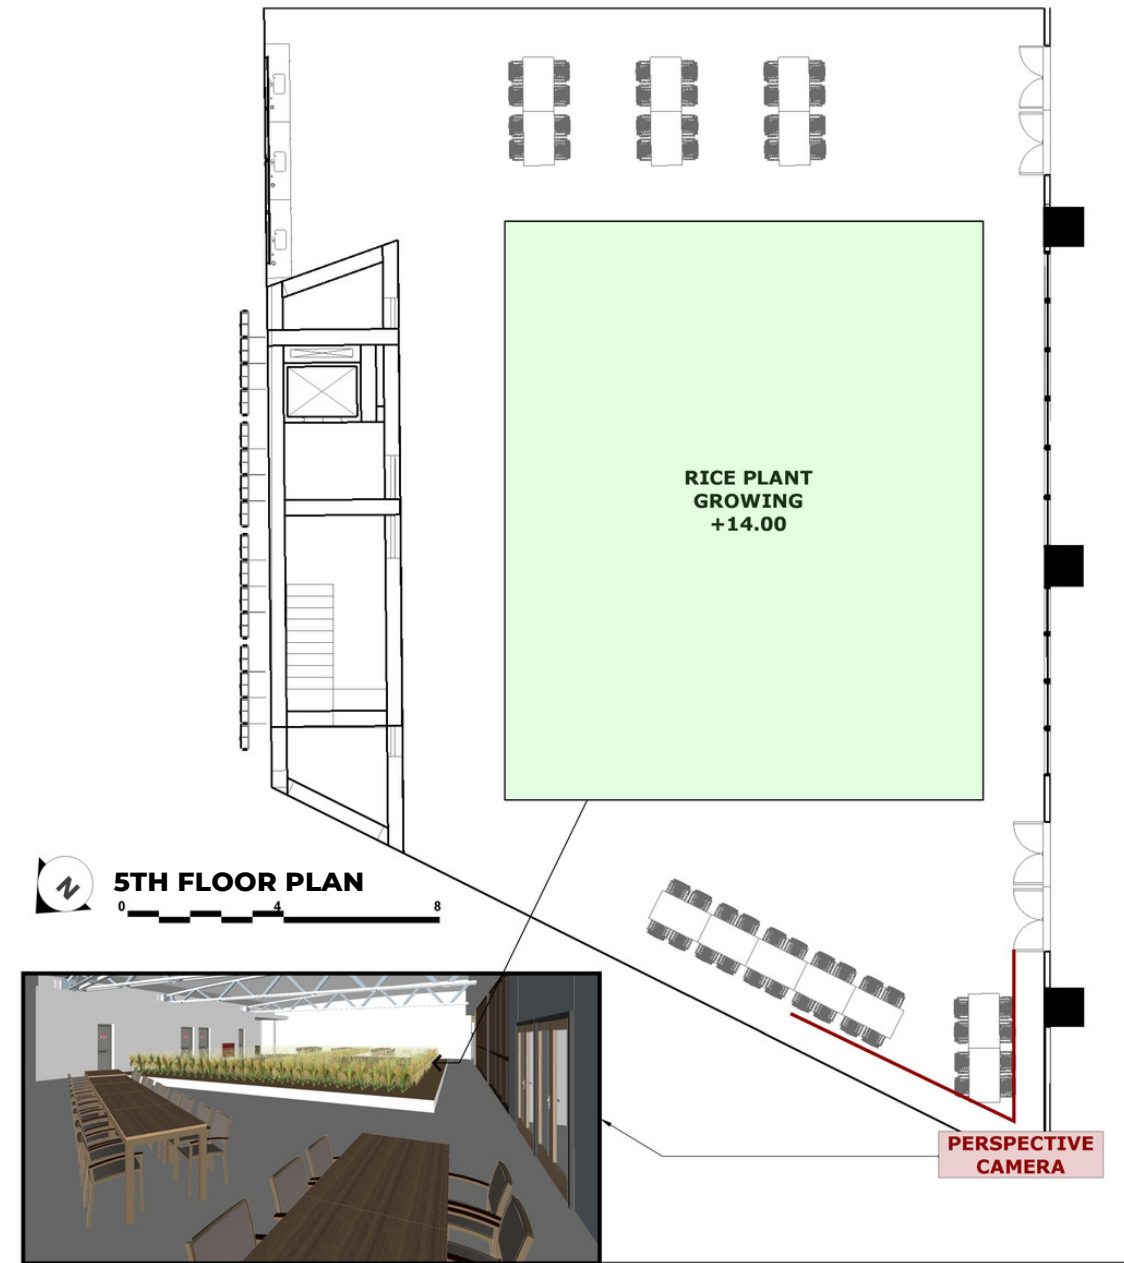 RICE PLANT
GROWING
+14.00
N
5TH FLOOR PLAN
0 4 8
PERSPECTIVE
CAMERA